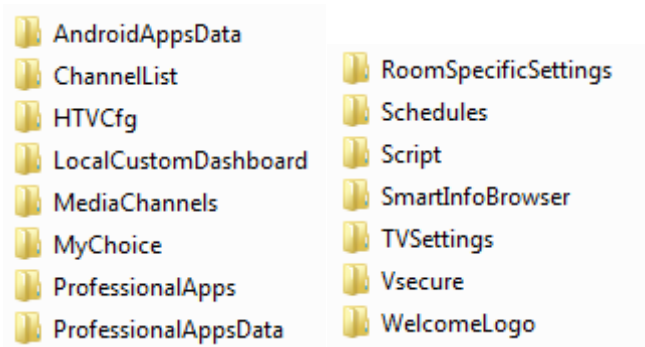 AndroidAppsData
ChannelList
HTVCfg
LocalCustomDashboard
MediaChannels
MyChoice
ProfessionalApps
ProfessionalAppsData
RoomSpecificSettings
Schedules
Script
SmartInfoBrowser
TVSettings
Vsecure
WelcomeLogo